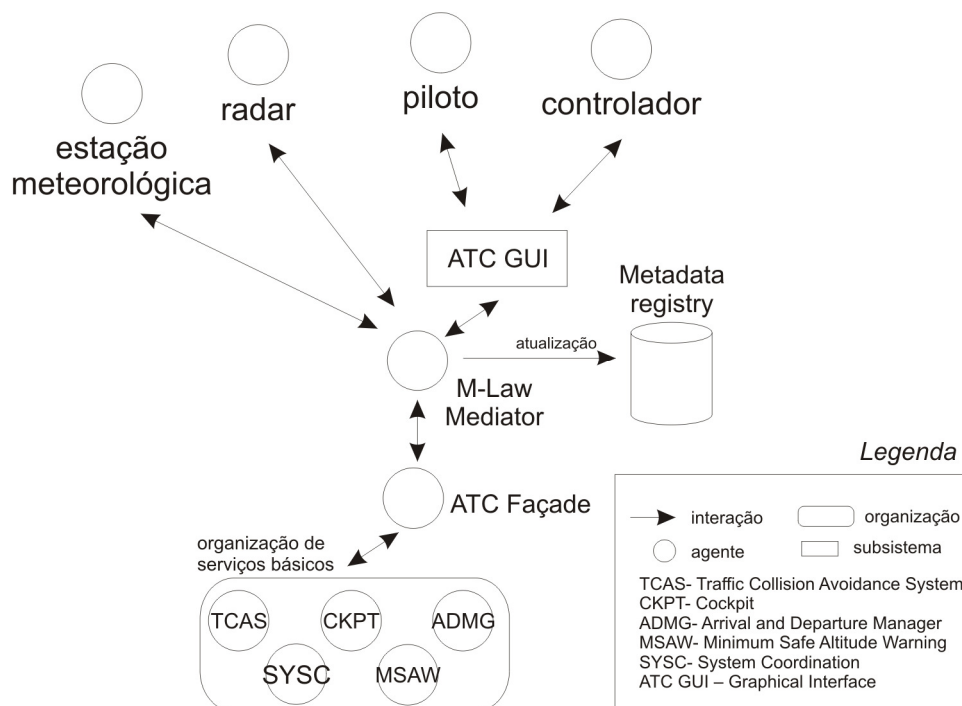 radar
piloto
controlador
estação
meteorológica
ATC GUI
Metadata
registry
atualização
M-Law
Mediator
ATC Façade
organização de
serviços básicos
TCAS
CKPT
ADMG
SYSC
MSAW
Legenda
interação
organização
agente
subsistema
TCAS- Traffic Collision Avoidance System
CKPT- Cockpit
ADMG- Arrival and Departure Manager
MSAW- Minimum Safe Altitude Warning
SYSC- System Coordination
ATC GUI – Graphical Interface